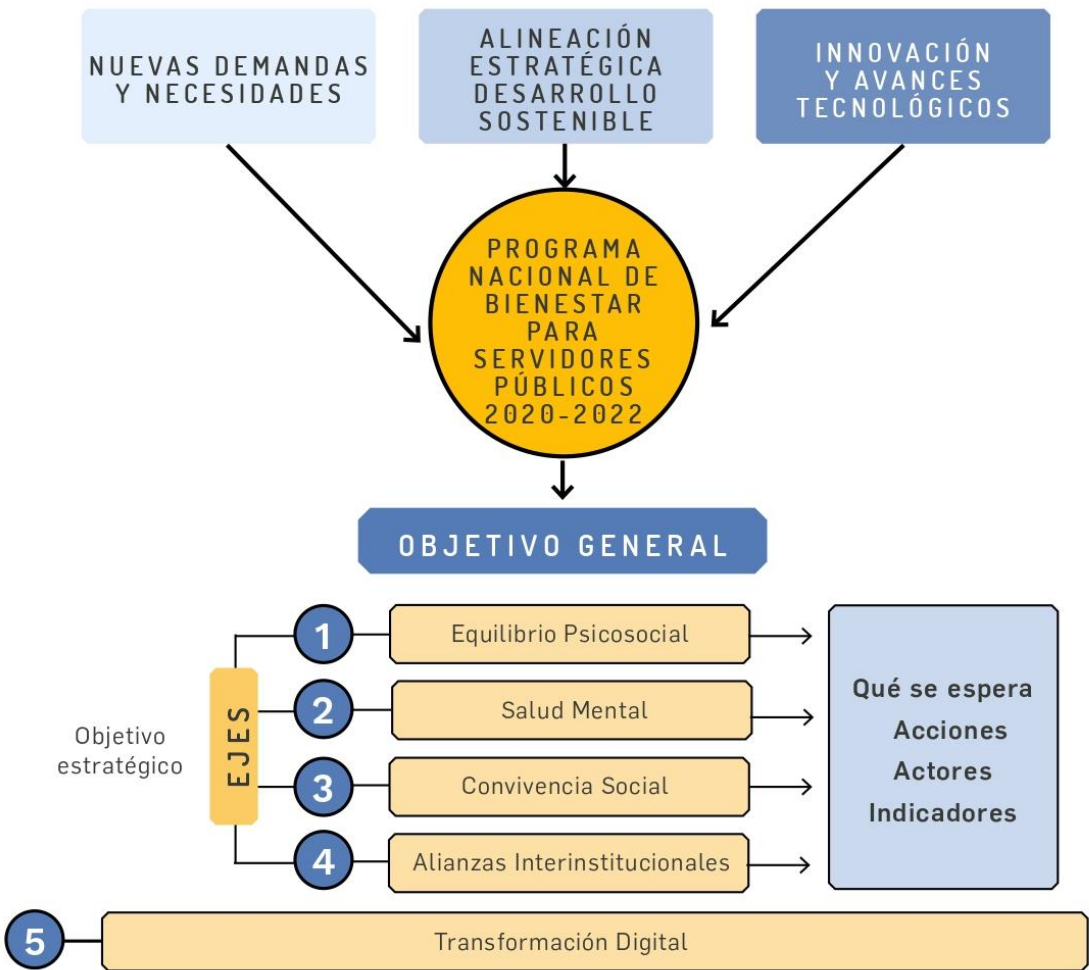 NUEVAS DEMANDAS
Y NECESIDADES
ALINEACIÓN
ESTRATÉGICA
DESARROLLO
SOSTENIBLE
INNOVACIÓN
Y AVANCES
TECNOLÓGICOS
PROGRAMA
NACIONAL DE
BIENESTAR
PARA
SERVIDORES
PÚBLICOS
2020-2022
OBJETIVO GENERAL
Objetivo
estratégico
EJES
1
Equilibrio Psicosocial
2
Salud Mental
3
Convivencia Social
4
Alianzas Interinstitucionales
Qué se espera
Acciones
Actores
Indicadores
5
Transformación Digital